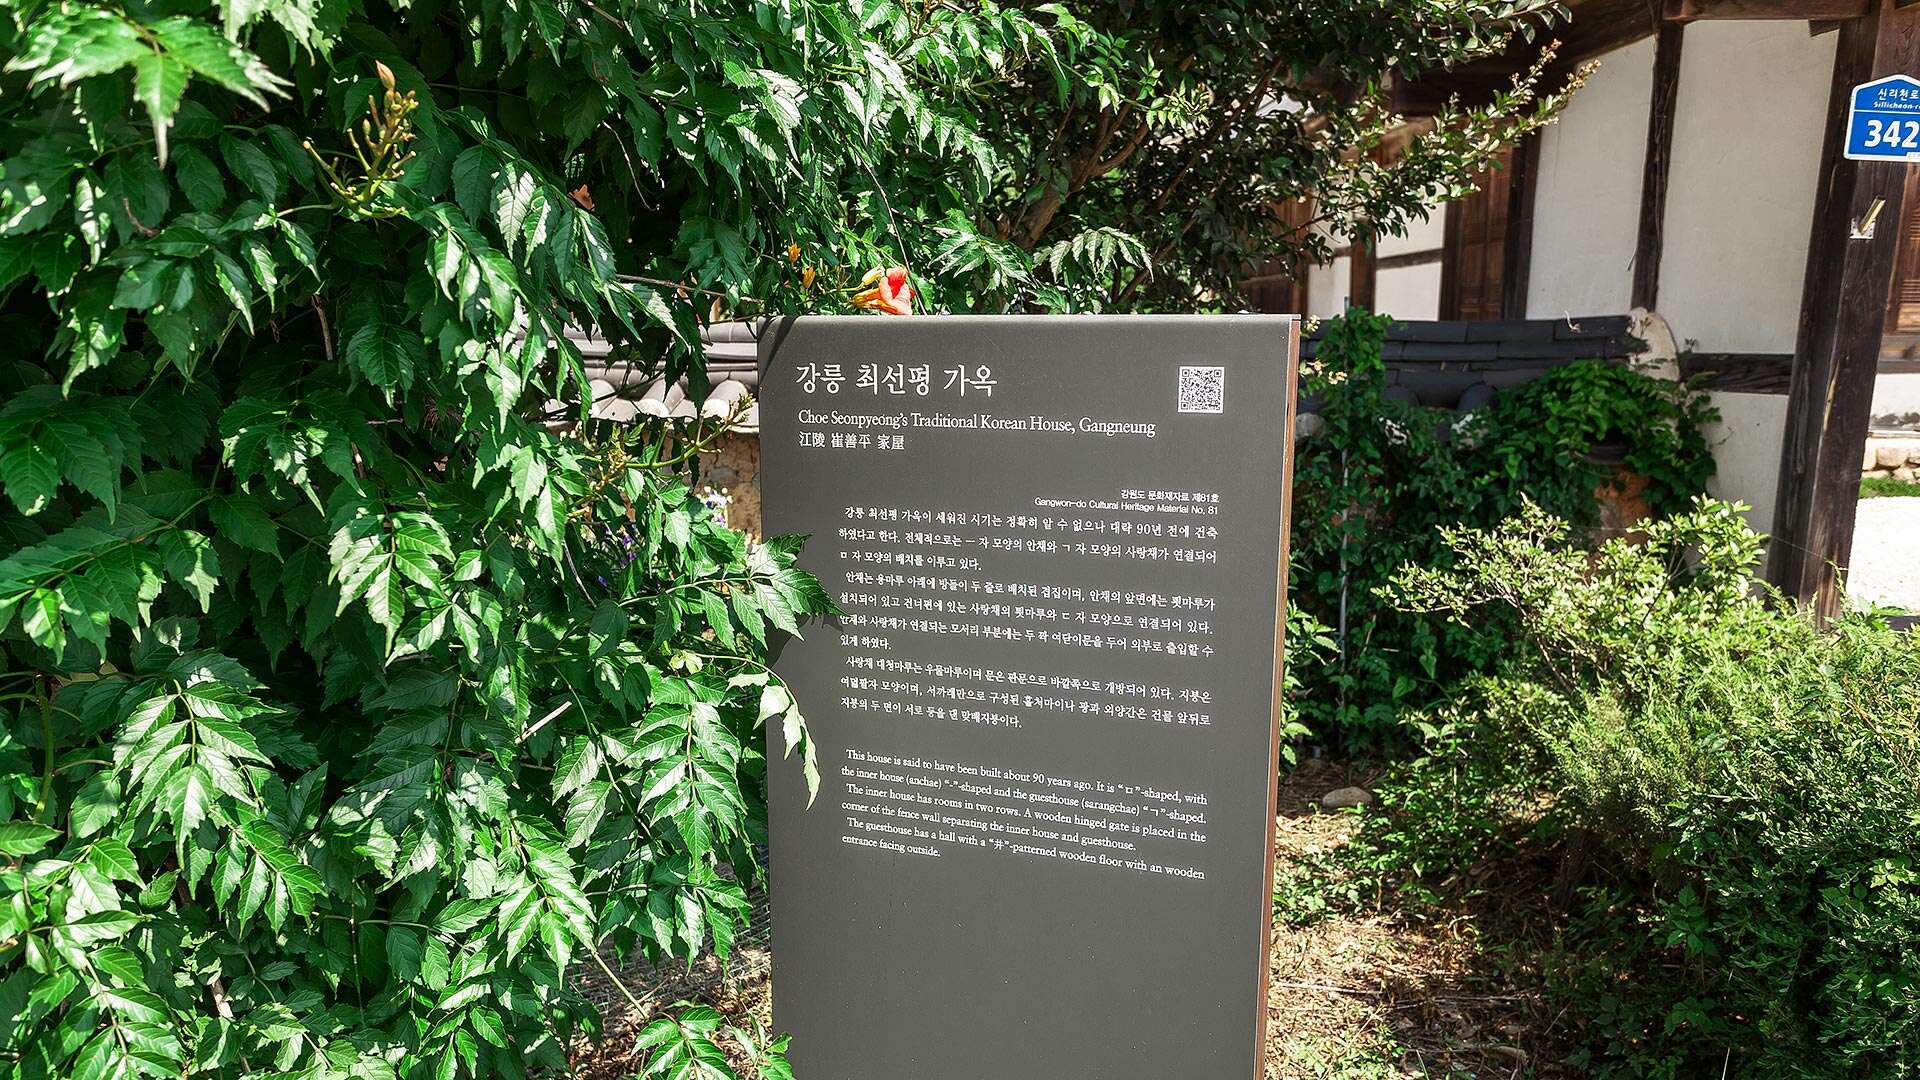 신리천로
Sillicheon-r
342
강릉 최선평 가옥
Choe Seonpyeong's Traditional Korean House, Gangneung
江陵 崔善平 家屋
강원도 문화재자료 제81호
Gangwon-do Cultural Heritage Material No. 81
강릉 최선평 가옥이 세워진 시기는 정확히 알 수 없으나 대략 90년 전에 건축
하였다고 한다. 전체적으로는 ㅡ 자 모양의 안채와 ㄱ 자 모양의 사랑채가 연결되어
ㅁ 자 모양의 배치를 이루고 있다.
안채는 용마루 아래에 방들이 두 줄로 배치된 겹집이며, 안채의 앞면에는 툇마루가
설치되어 있고 건너편에 있는 사랑채의 툇마루와 ㄷ 자 모양으로 연결되어 있다.
안채와 사랑채가 연결되는 모서리 부분에는 두 짝 여닫이문을 두어 외부로 출입할 수
있게 하였다.
사랑채 대청마루는 우물마루이며 문은 판문으로 바깥쪽으로 개방되어 있다. 지붕은
여덟팔자 모양이며, 서까래만으로 구성된 홑처마이나 광과 외양간은 건물 앞뒤로
지붕의 두 면이 서로 등을 댄 맞배지붕이다.
This house is said to have been built about 90 years ago. It is "ㅁ"-shaped, with
the inner house (anchae) "-"-shaped and the guesthouse (sarangchae) "ㄱ"-shaped.
The inner house has rooms in two rows. A wooden hinged gate is placed in the
corner of the fence wall separating the inner house and guesthouse.
The guesthouse has a hall with a "井"-patterned wooden floor with an wooden
entrance facing outside.